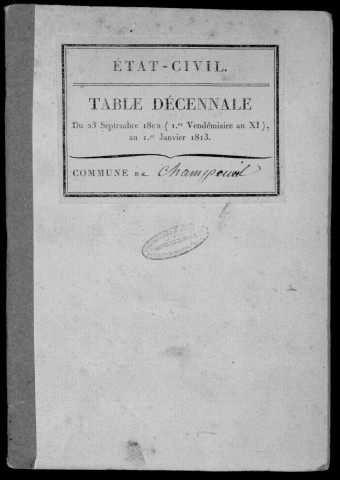 ÉTAT-CIVIL.
TABLE DÉCENNALE
Du 23 Septembre 1802 (1.er Vendémiaire an XI),
au 1.er Janvier 1813.
COMMUNE DE Champcueil